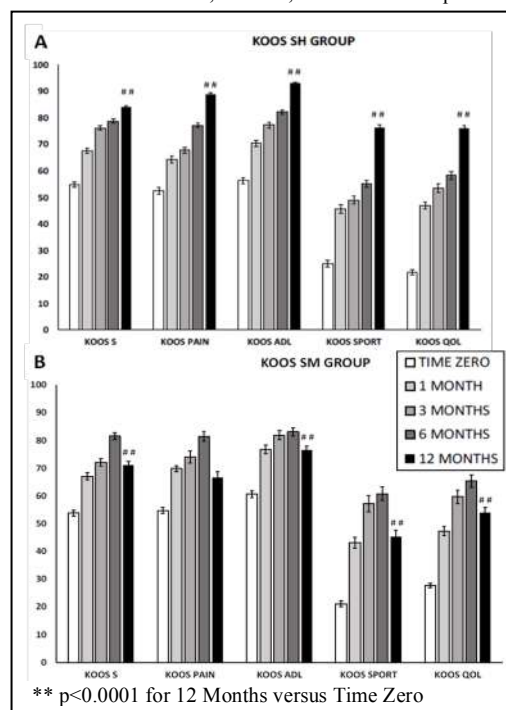 A
KOOS SH GROUP
100
90
80
70
60
50
40
30
20
10
0
# #
# #
# #
# #
# #
KOOS S KOOS PAIN KOOS ADL KOOS SPORT KOOS QOL
B
KOOS SM GROUP
100
90
80
70
60
50
40
30
20
10
0
# #
# #
# #
# #
TIME ZERO
1 MONTH
3 MONTHS
6 MONTHS
12 MONTHS
KOOS S KOOS PAIN KOOS ADL KOOS SPORT KOOS QOL
** p<0.0001 for 12 Months versus Time Zero